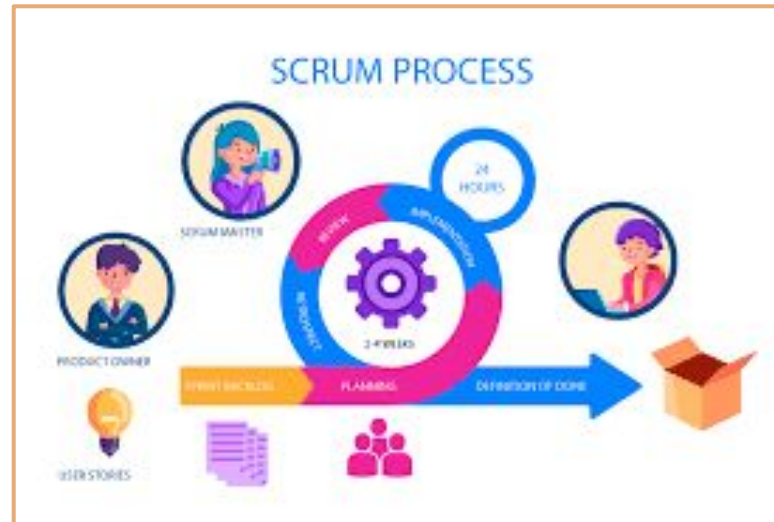 SCRUM PROCESS
24
HOURS
SCRUM MASTER
REVIEW
IMPLEMENTATION
RETROSPECT
2-4 WEEKS
PRODUCT OWNER
SPRINT BACKLOG
PLANNING
DEFINITION OF DONE
USER STORIES